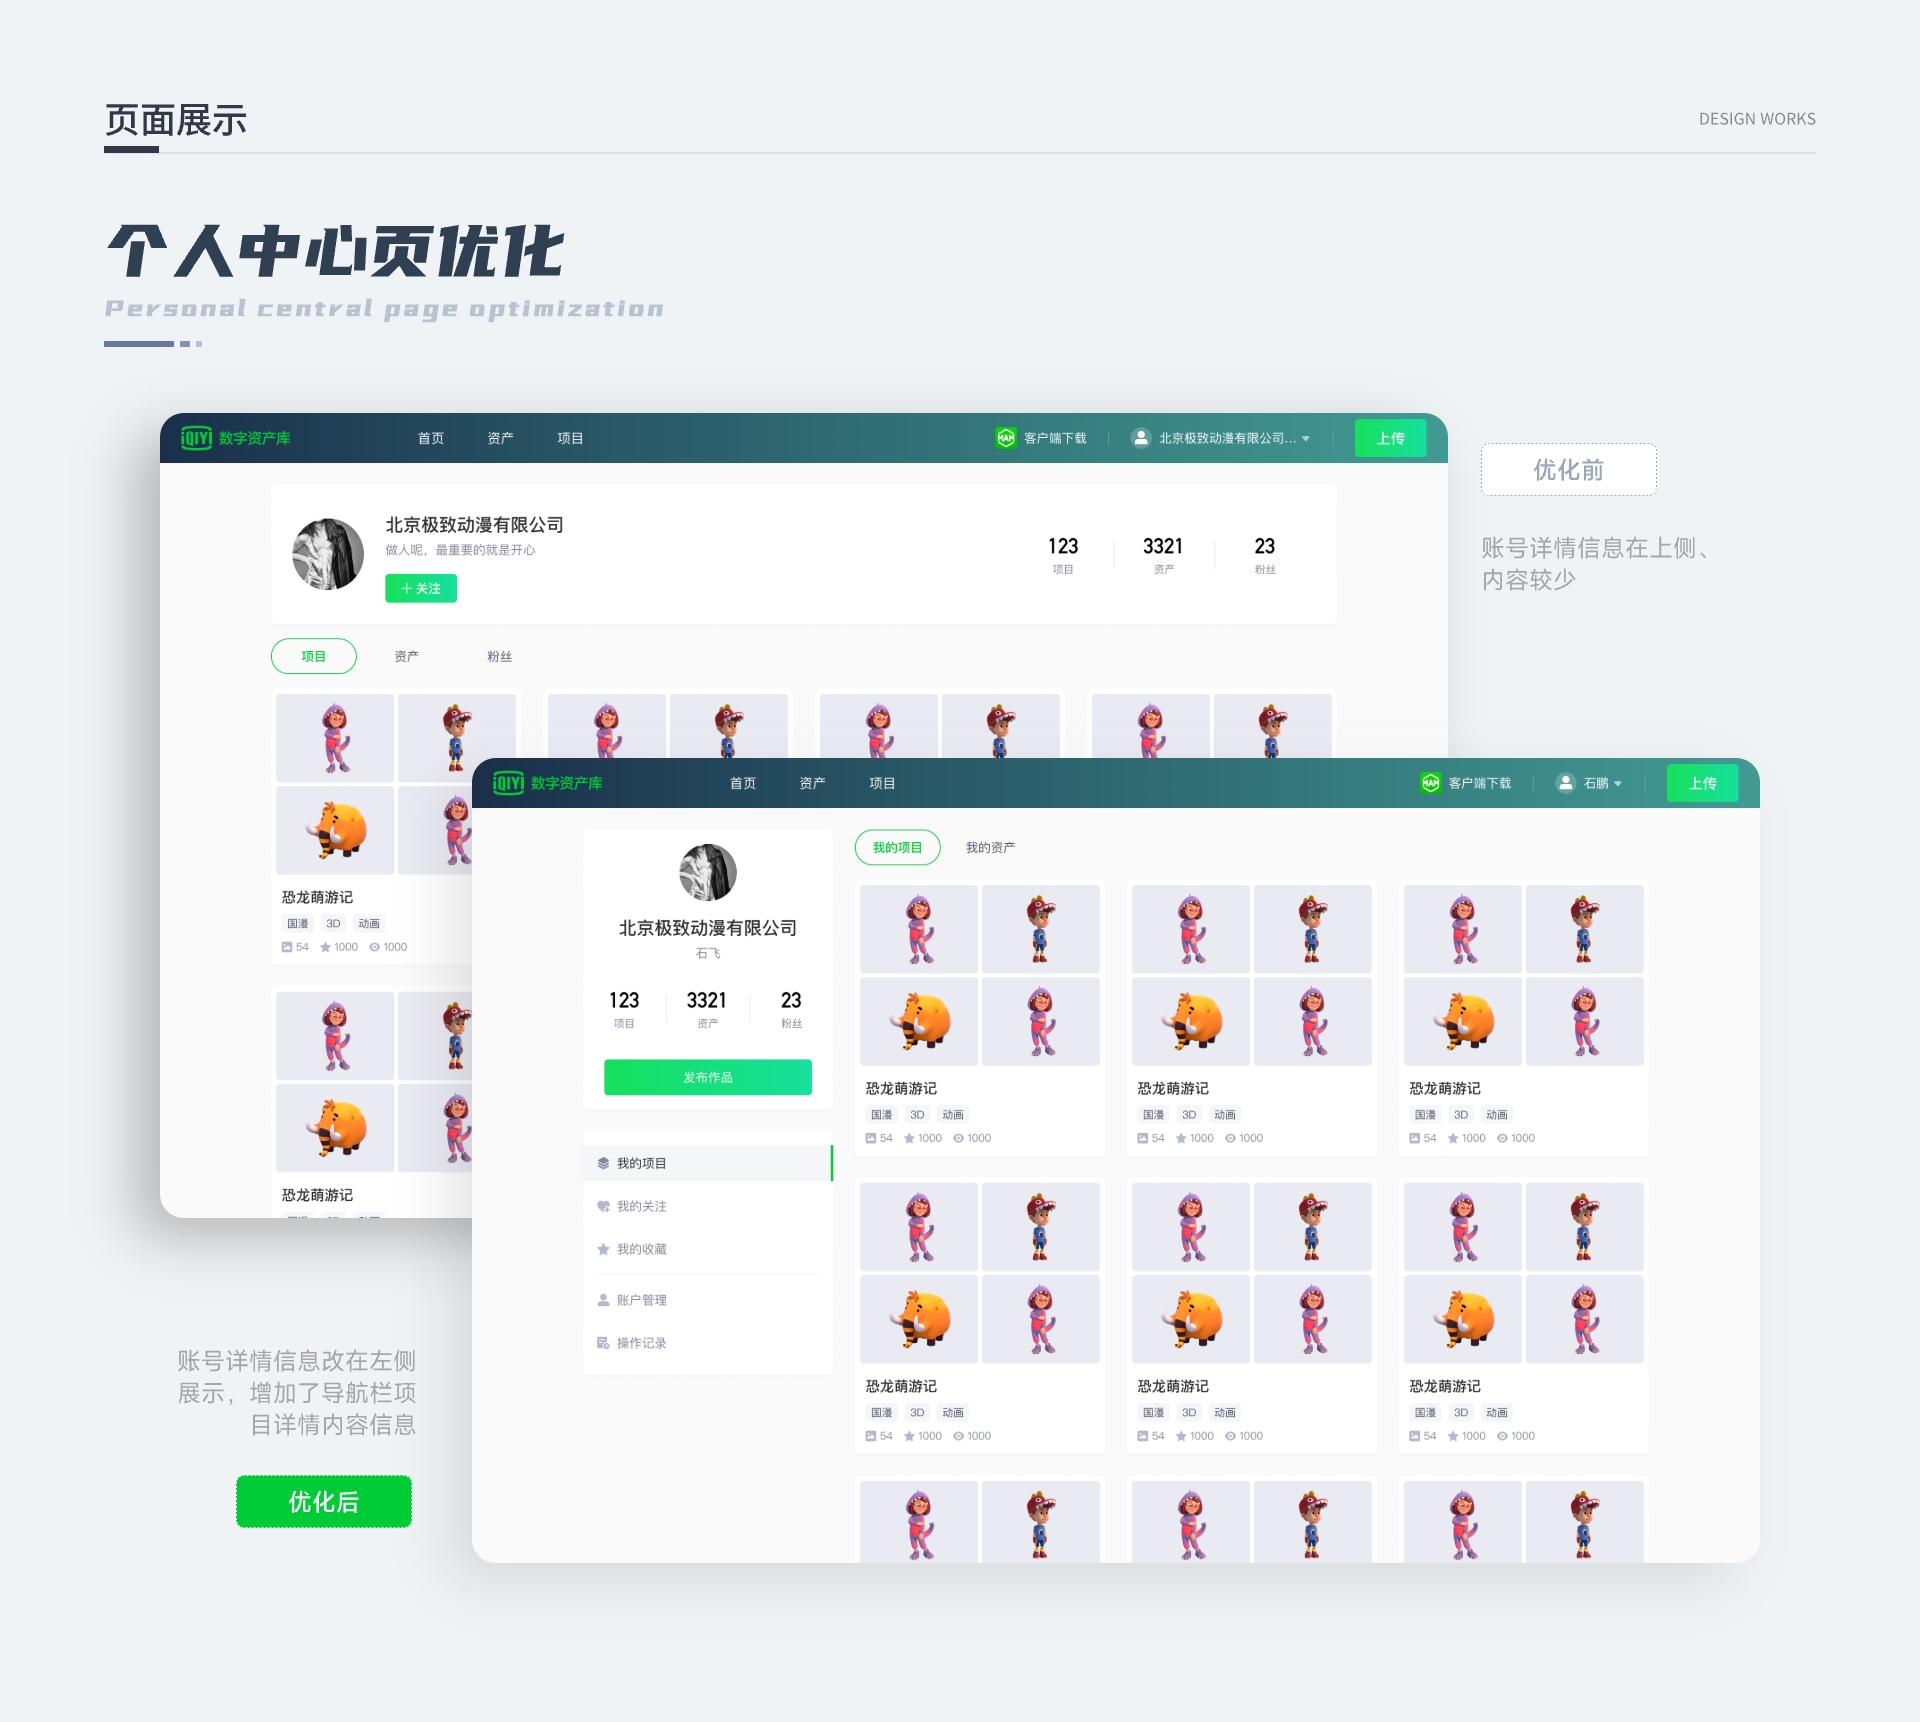 页面展示
DESIGN WORKS
个人中心页优化
Personal central page optimization
iQIYI 数字资产库 首页 资产 项目 MAM 客户端下载 北京极致动漫有限公司... 上传
优化前
账号详情信息在上侧、
内容较少
北京极致动漫有限公司
做人呢，最重要的就是开心
+ 关注
123 3321 23
项目 资产 粉丝
项目 资产 粉丝
恐龙萌游记
国漫 3D 动画
54 1000 1000
恐龙萌游记
iQIYI 数字资产库 首页 资产 项目 MAM 客户端下载 石鹏 上传
北京极致动漫有限公司
石飞
123 3321 23
项目 资产 粉丝
发布作品
我的项目
我的关注
我的收藏
账户管理
操作记录
我的项目 我的资产
恐龙萌游记 恐龙萌游记 恐龙萌游记
国漫 3D 动画 国漫 3D 动画 国漫 3D 动画
54 1000 1000 54 1000 1000 54 1000 1000
恐龙萌游记 恐龙萌游记 恐龙萌游记
国漫 3D 动画 国漫 3D 动画 国漫 3D 动画
54 1000 1000 54 1000 1000 54 1000 1000
账号详情信息改在左侧
展示，增加了导航栏项
目详情内容信息
优化后